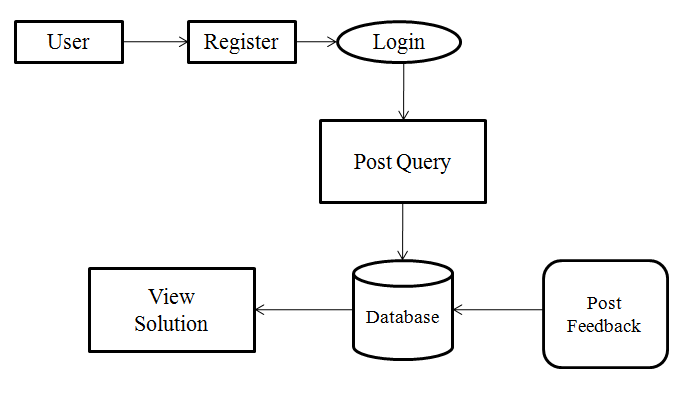 User
Register
Login
Post Query
View
Solution
Database
Post
Feedback